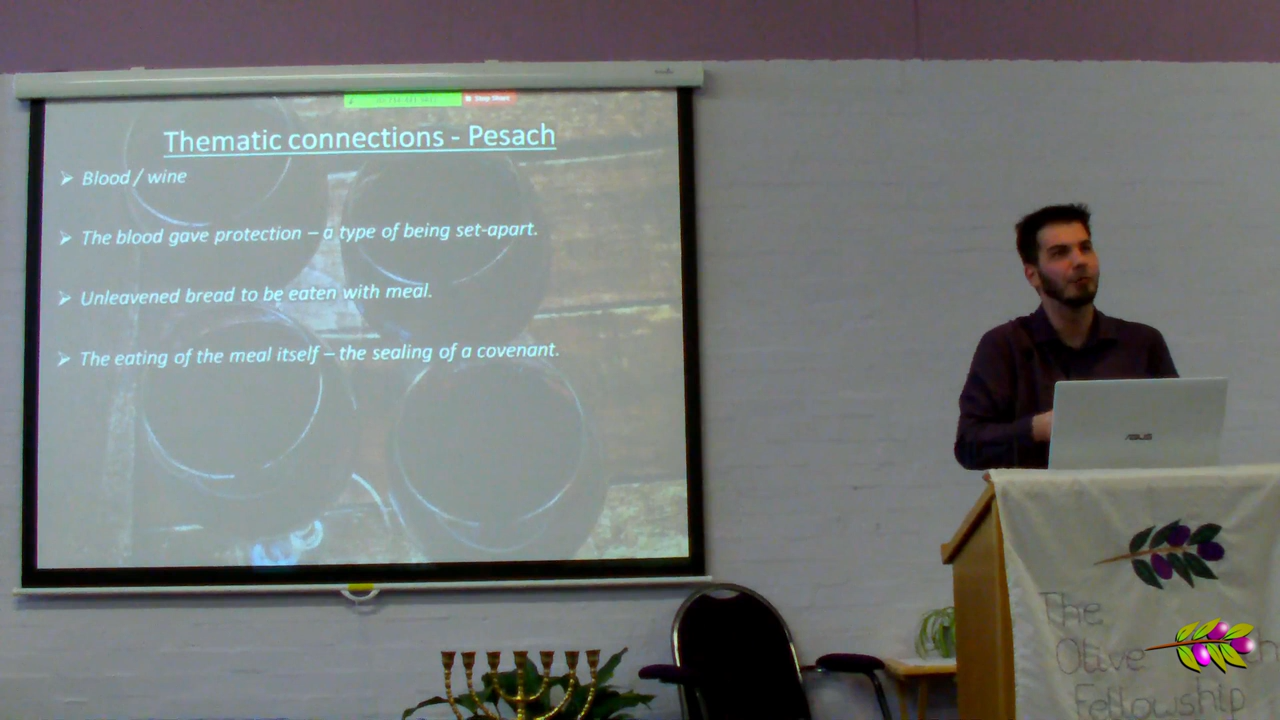 Stop Share
Thematic connections - Pesach
➢ Blood / wine
➢ The blood gave protection – a type of being set-apart.
➢ Unleavened bread to be eaten with meal.
➢ The eating of the meal itself – the sealing of a covenant.
ASUS
The
Olive
Fellowship